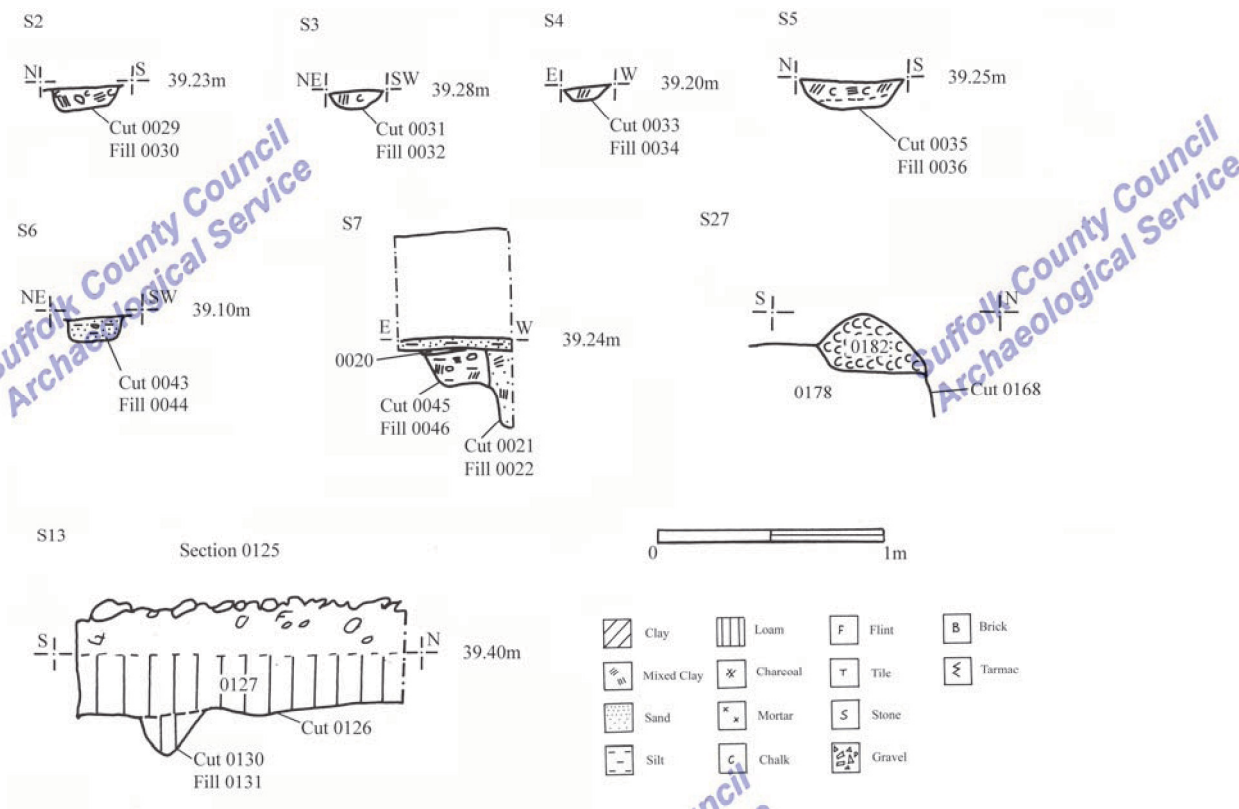 S2
N
S
39.23m
Cut 0029
Fill 0030
S3
NE
SW
39.28m
Cut 0031
Fill 0032
S4
E
W
39.20m
Cut 0033
Fill 0034
S5
N
S
39.25m
Cut 0035
Fill 0036
Suffolk County Council
Archaeological Service
S6
NE
SW
39.10m
Cut 0043
Fill 0044
S7
E
W
39.24m
0020
Cut 0045
Fill 0046
Cut 0021
Fill 0022
S27
S
N
0182
0178
Cut 0168
Suffolk County Council
Archaeological Service
S13
Section 0125
F
S
N
39.40m
0127
Cut 0126
Cut 0130
Fill 0131
0
1m
Clay
Loam
F Flint
B Brick
Mixed Clay
Charcoal
T Tile
Tarmac
Sand
Mortar
S Stone
Silt
C Chalk
Gravel